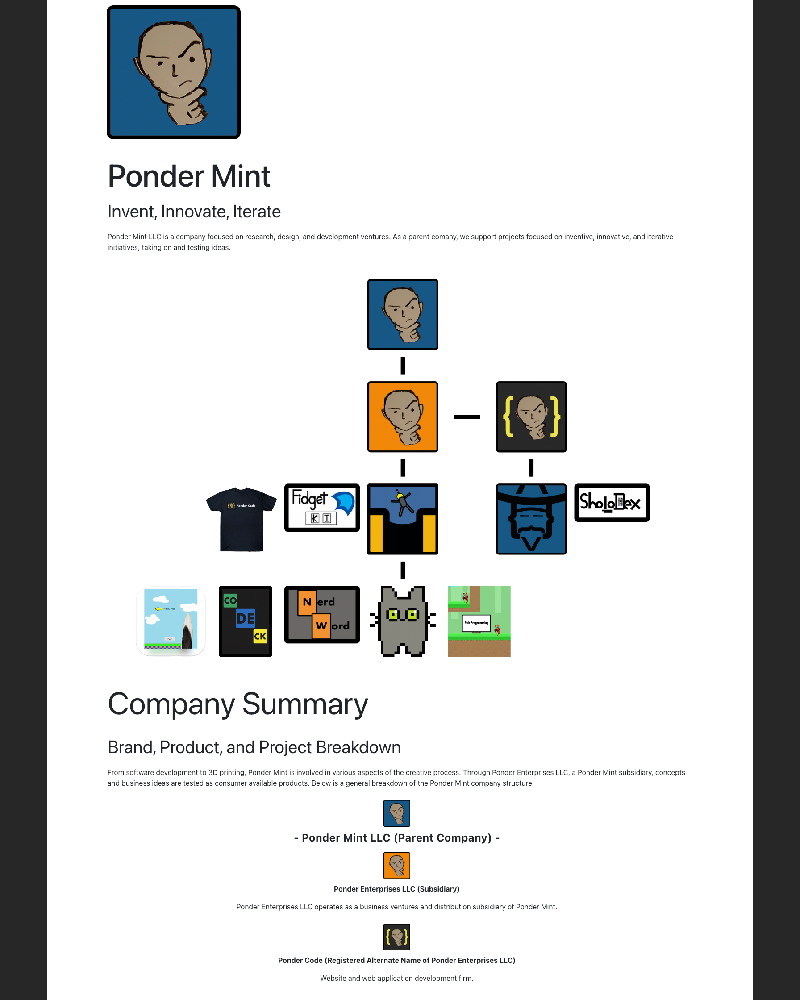 Ponder Mint
Invent, Innovate, Iterate
Ponder Mint LLC is a company focused on research, design, and development ventures. As a parent comany, we support projects focused on inventive, innovative, and iterative
initiatives, taking on and testing ideas.
{ }
Ponder Code
Fidget
K I
ShoLoDex
CO
DE
CK
Nerd
Word
Company Summary
Brand, Product, and Project Breakdown
From software development to 3D printing, Ponder Mint is involved in various aspects of the creative process. Through Ponder Enterprises LLC, a Ponder Mint subsidiary, concepts
and business ideas are tested as consumer available products. Below is a general breakdown of the Ponder Mint company structure.
- Ponder Mint LLC (Parent Company) -
Ponder Enterprises LLC (Subsidiary)
Ponder Enterprises LLC operates as a business ventures and distribution subsidiary of Ponder Mint.
{ }
Ponder Code (Registered Alternate Name of Ponder Enterprises LLC)
Website and web application development firm.